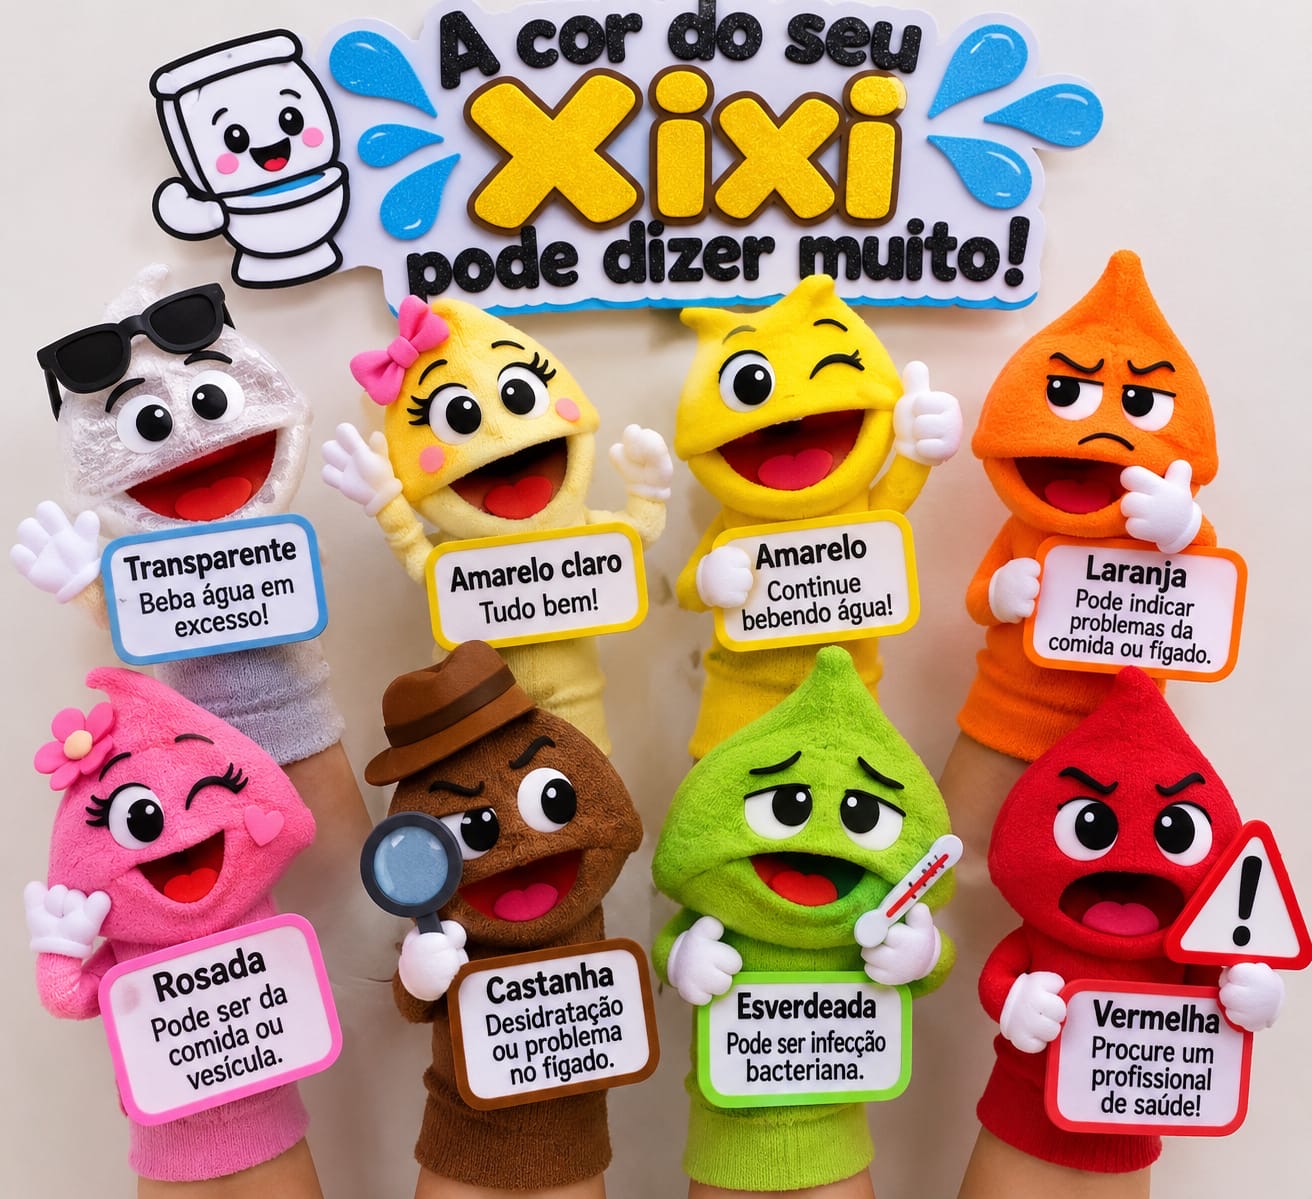 A cor do seu
Xixi
pode dizer muito!
Transparente
Beba água em
excesso!
Amarelo claro
Tudo bem!
Amarelo
Continue
bebendo água!
Laranja
Pode indicar
problemas da
comida ou fígado.
Rosada
Pode ser da
comida ou
vesícula.
Castanha
Desidratação
ou problema
no fígado.
Esverdeada
Pode ser infecção
bacteriana.
Vermelha
Procure um
profissional
de saúde!